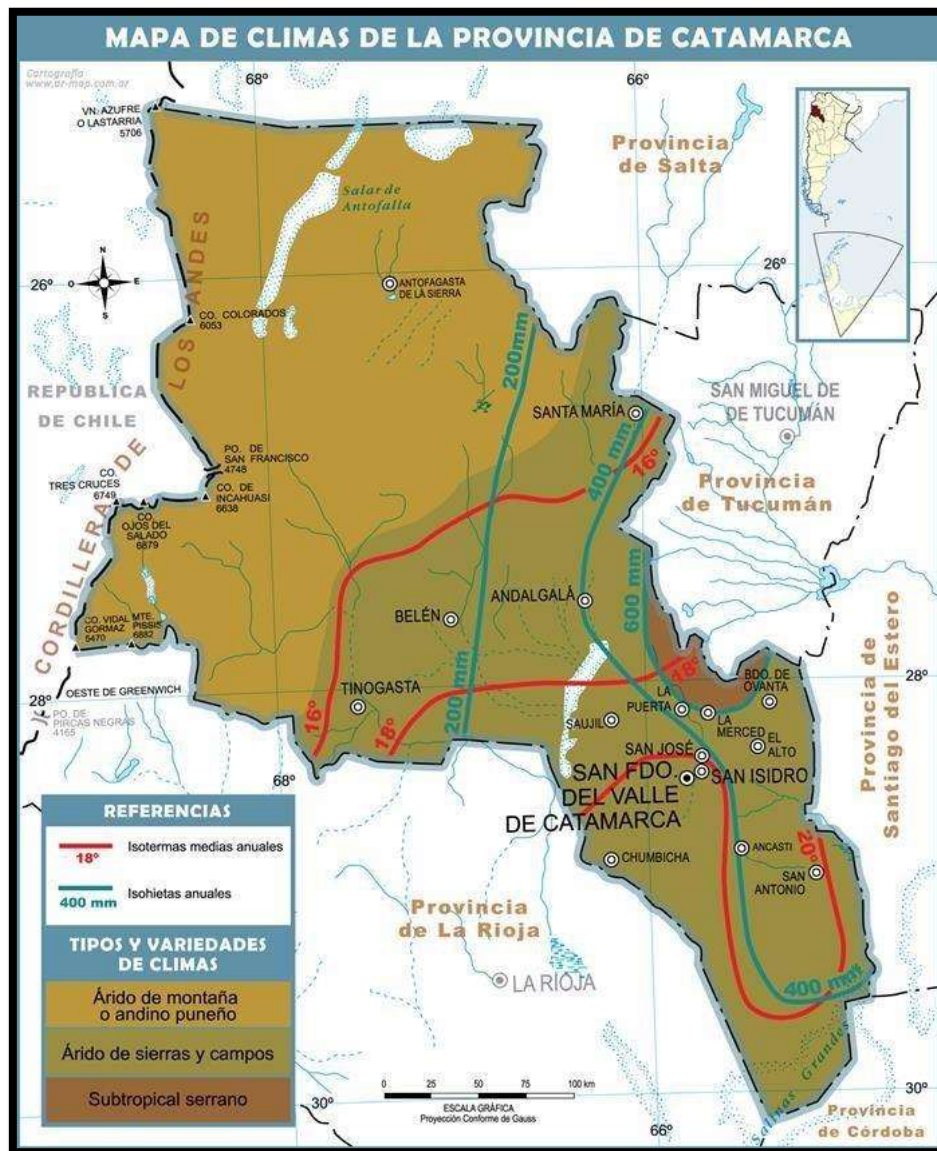 MAPA DE CLIMAS DE LA PROVINCIA DE CATAMARCA
Cartografía
www.ar-map.com.ar
68°
66°
VN. AZUFRE
O LASTARRIA
5706
Provincia
de Salta
Salar de
Antofalla
N
O
E
S
26°
26°
ANTOFAGASTA
DE LA SIERRA
CO. COLORADOS
6053
LOS ANDES
CORDILLERA DE
REPÚBLICA
DE CHILE
200mm
SANTA MARÍA
SAN MIGUEL DE
DE TUCUMÁN
400 mm
16°
PO. DE
SAN FRANCISCO
4748
CO.
TRES CRUCES
6749
CO. DE
INCAHUASI
6638
CO.
OJOS DEL
SALADO
6879
Provincia
de Tucumán
ANDALGALÁ
BELÉN
600 mm
CO. VIDAL
GORMAZ
5470
MTE.
PISSIS
6882
28°
28°
OESTE DE GREENWICH
PO. DE
PIRCAS NEGRAS
4165
TINOGASTA
16°
18°
200mm
18°
LA
PUERTA
BDO. DE
OVANTA
SAUJIL
LA
MERCED
EL
ALTO
SAN JOSÉ
SAN ISIDRO
SAN FDO.
DEL VALLE
DE CATAMARCA
Provincia de
Santiago del Estero
68°
CHUMBICHA
ANCASTI
20°
SAN
ANTONIO
Provincia
de La Rioja
LA RIOJA
400 mm
Salinas Grandes
30°
30°
66°
Provincia
de Córdoba
REFERENCIAS
18°
Isotermas medias anuales
400 mm
Isohietas anuales
TIPOS Y VARIEDADES
DE CLIMAS
Árido de montaña
o andino puneño
Árido de sierras y campos
Subtropical serrano
0 25 50 75 100 km
ESCALA GRÁFICA
Proyección Conforme de Gauss